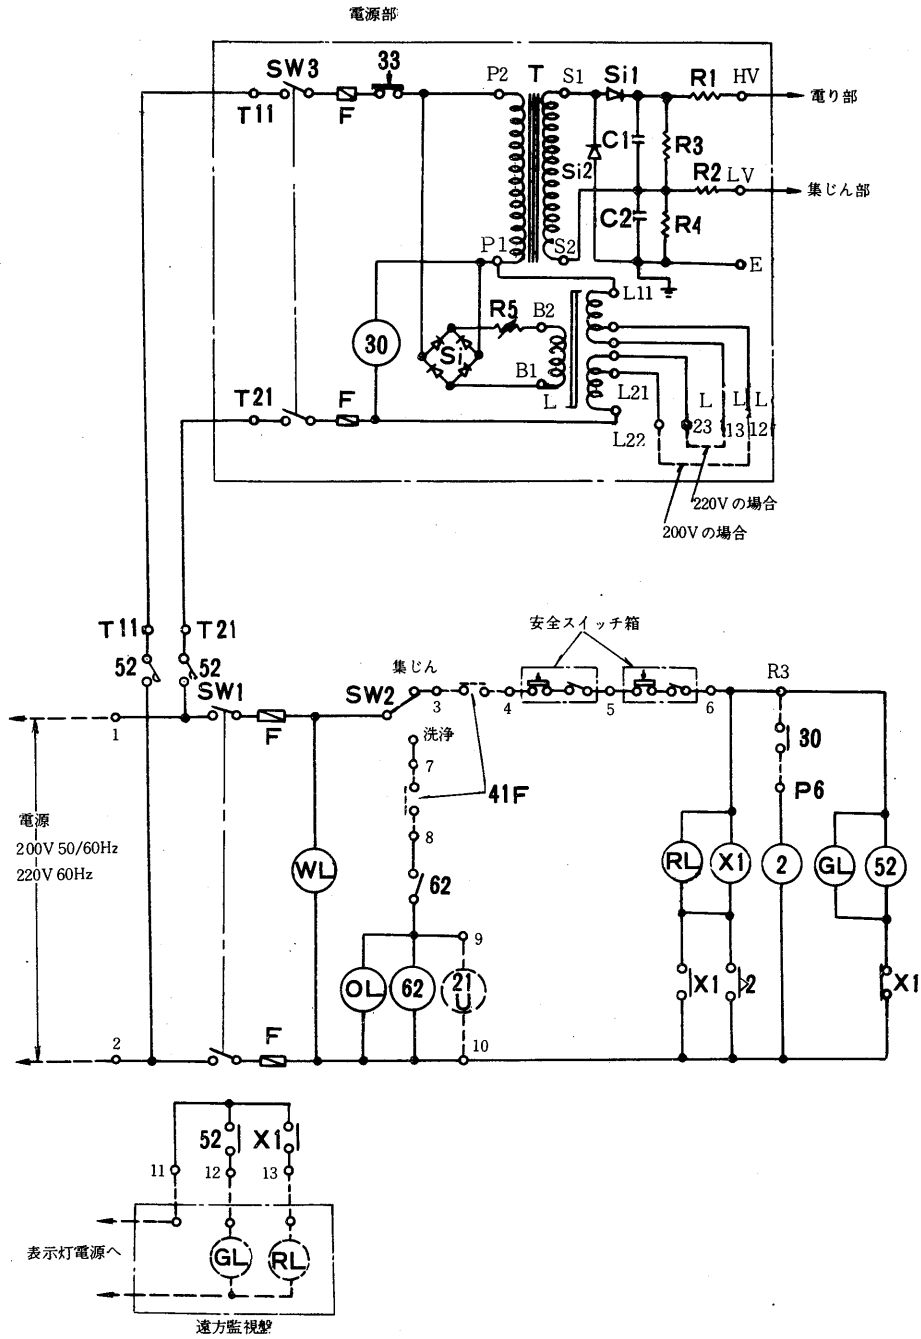 電源部
33
SW3
P2 T S1 Si1 R1 HV
T11 F
電り部
C1 R3
Si2 R2 LV
集じん部
C2 R4
P1 S2 E
L11
R5 B2
30 Si
B1
T21 F L L21 L L L
L22 23 13 12
220Vの場合
200Vの場合
安全スイッチ箱
T11 T21
52 52
集じん
R3
SW1 SW2
3 4 5 6
1 F
洗浄
30
7
41F
P6
電源
200V 50/60Hz
220V 60Hz
8
WL RL X1 2 GL 52
62
9
OL 62 21U X1 2 X1
2 F 10
52 X1
11 12 13
表示灯電源へ
GL RL
遠方監視盤